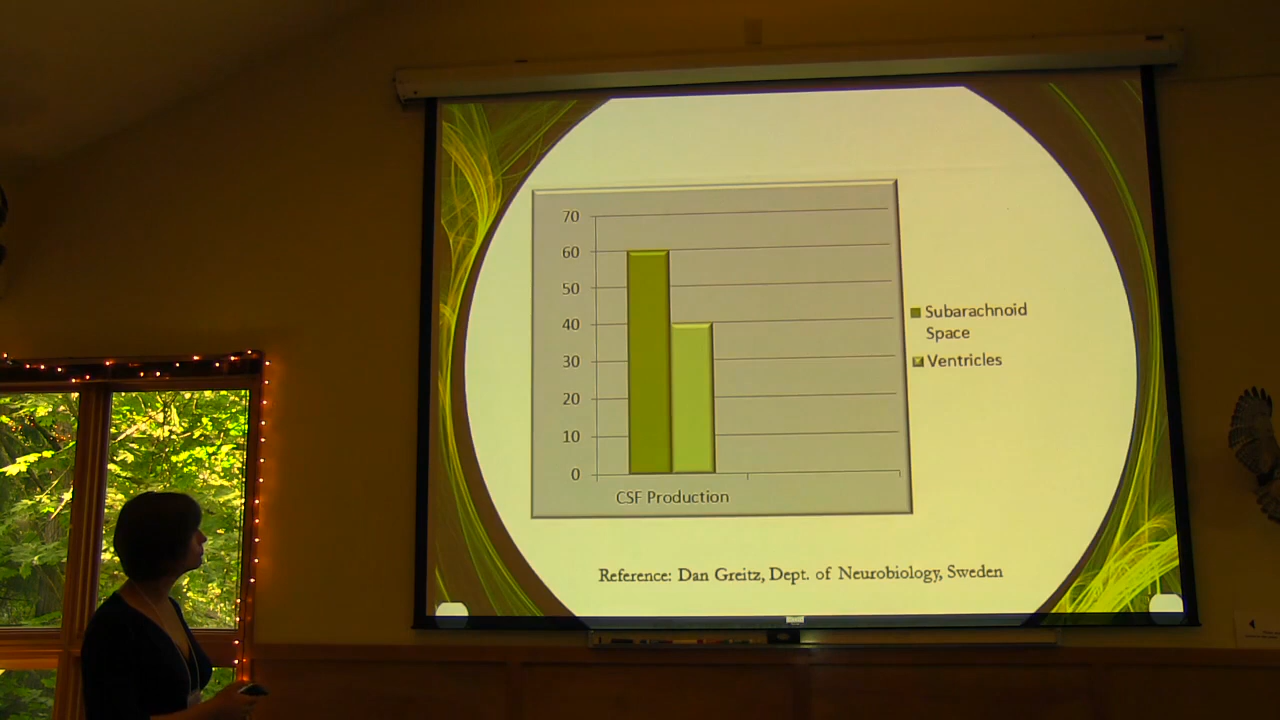 70
60
50
40
30
20
10
0
CSF Production
Subarachnoid
Space
Ventricles
Reference: Dan Greitz, Dept. of Neurobiology, Sweden